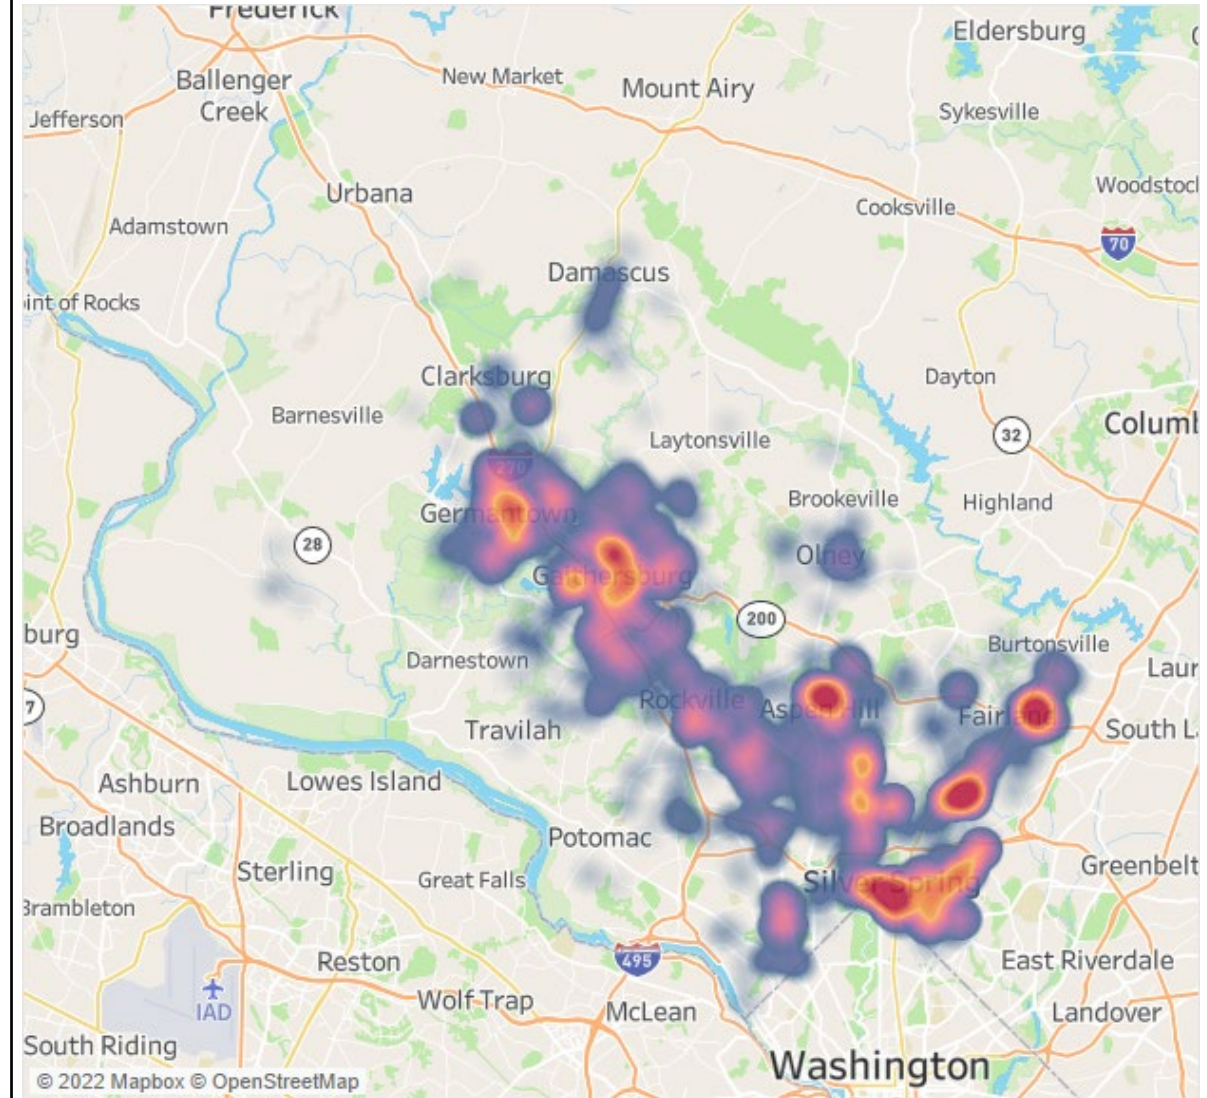 Frederick
Eldersburg
Ballenger
Creek
New Market
Mount Airy
Jefferson
Sykesville
Urbana
Woodstoc
Adamstown
Cooksville
70
Damascus
int of Rocks
Clarksburg
Dayton
Barnesville
Columb
32
Laytonsville
270
Brookeville
Highland
Germantown
28
Olney
Gaithersburg
200
burg
Burtonsville
Darnestown
Laur
Rockville
7
Aspen Hill
Fairland
Travilah
South L
Ashburn
Lowes Island
Broadlands
Potomac
Sterling
Great Falls
Silver Spring
Greenbelt
Brambleton
Reston
495
East Riverdale
IAD
Wolf Trap
McLean
Landover
South Riding
Washington
© 2022 Mapbox © OpenStreetMap